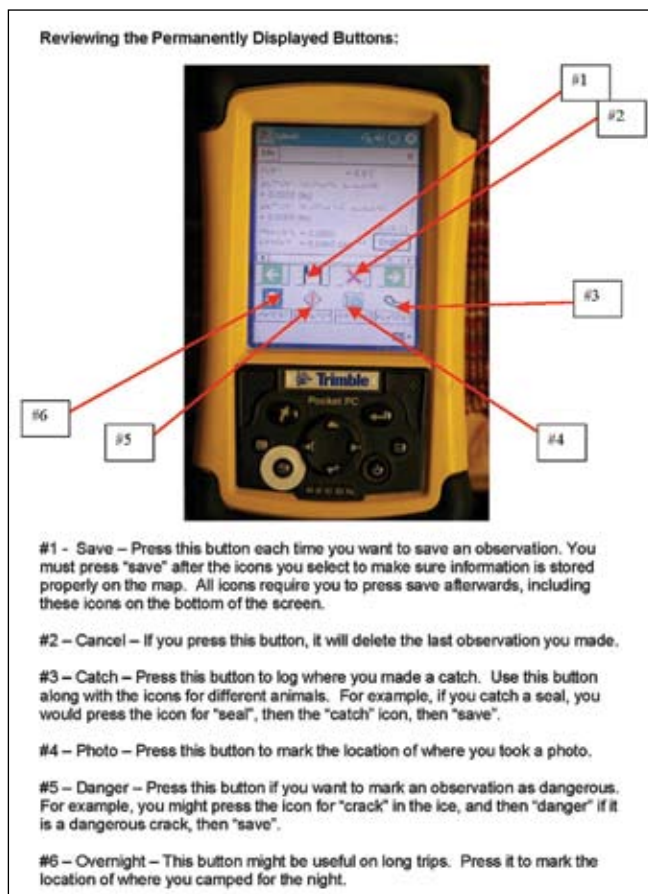 Reviewing the Permanently Displayed Buttons:
#1
#2
#3
#6
#5
#4
Trimble
Pocket PC
RECON
#1 - Save – Press this button each time you want to save an observation. You
must press “save” after the icons you select to make sure information is stored
properly on the map. All icons require you to press save afterwards, including
these icons on the bottom of the screen.
#2 – Cancel – If you press this button, it will delete the last observation you made.
#3 – Catch – Press this button to log where you made a catch. Use this button
along with the icons for different animals. For example, if you catch a seal, you
would press the icon for “seal”, then the “catch” icon, then “save”.
#4 – Photo – Press this button to mark the location of where you took a photo.
#5 – Danger – Press this button if you want to mark an observation as dangerous.
For example, you might press the icon for “crack” in the ice, and then “danger” if it
is a dangerous crack, then “save”.
#6 – Overnight – This button might be useful on long trips. Press it to mark the
location of where you camped for the night.